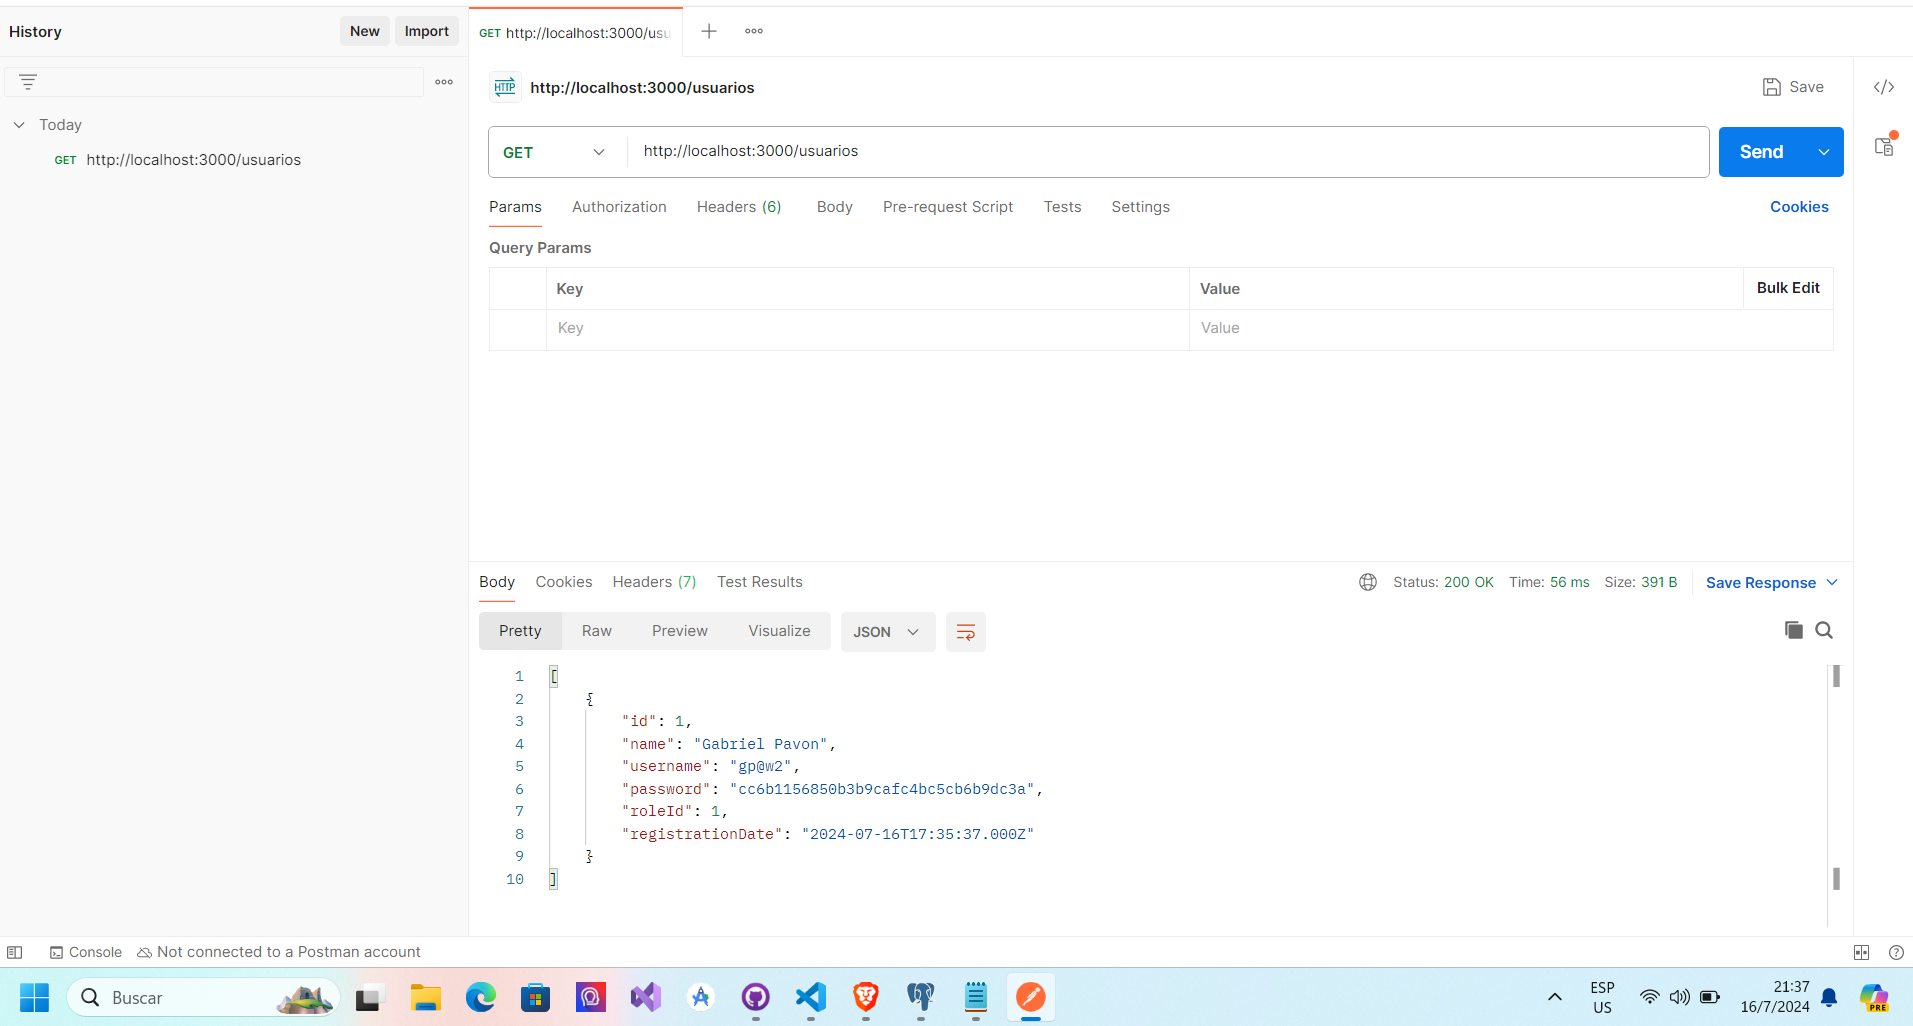 History
New
Import
GET http://localhost:3000/usu
Today
GET http://localhost:3000/usuarios
HTTP
http://localhost:3000/usuarios
Save
GET
http://localhost:3000/usuarios
Send
Params
Authorization
Headers (6)
Body
Pre-request Script
Tests
Settings
Cookies
Query Params
Key
Value
Bulk Edit
Key
Value
Body
Cookies
Headers (7)
Test Results
Status: 200 OK
Time: 56 ms
Size: 391 B
Save Response
Pretty
Raw
Preview
Visualize
JSON
1 [
2 {
3 "id": 1,
4 "name": "Gabriel Pavon",
5 "username": "gp@w2",
6 "password": "cc6b1156850b3b9cafc4bc5cb6b9dc3a",
7 "roleId": 1,
8 "registrationDate": "2024-07-16T17:35:37.000Z"
9 }
10 ]
Console
Not connected to a Postman account
Buscar
ESP
US
21:37
16/7/2024
PRE